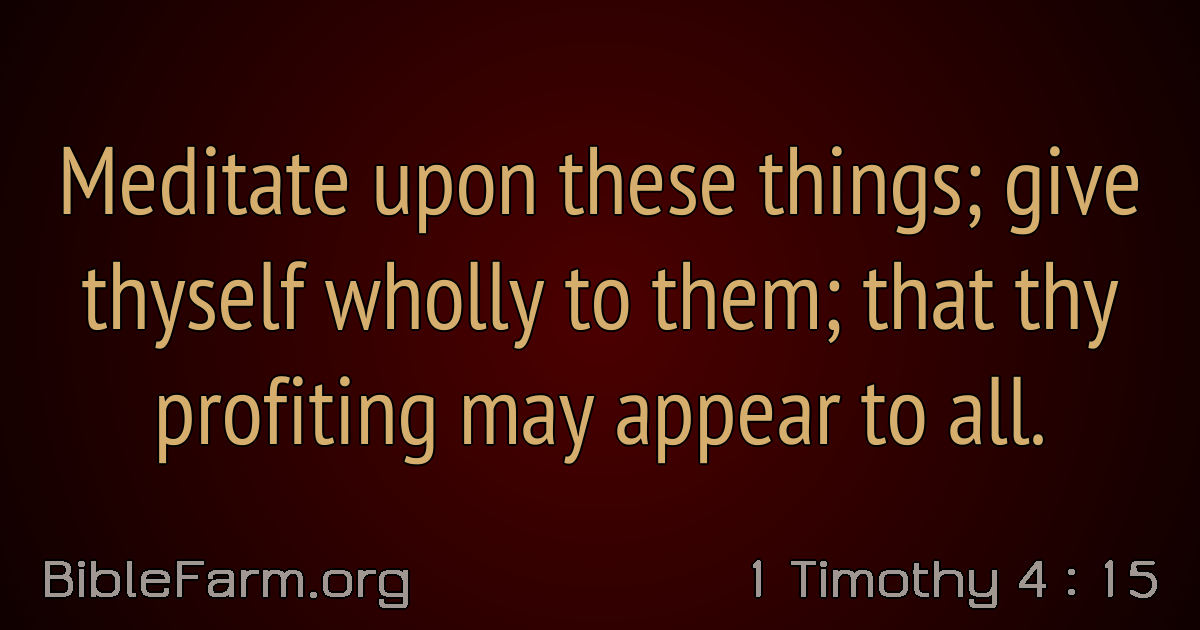 Meditate upon these things; give
thyself wholly to them; that thy
profiting may appear to all.
BibleFarm.org
1 Timothy 4 : 15